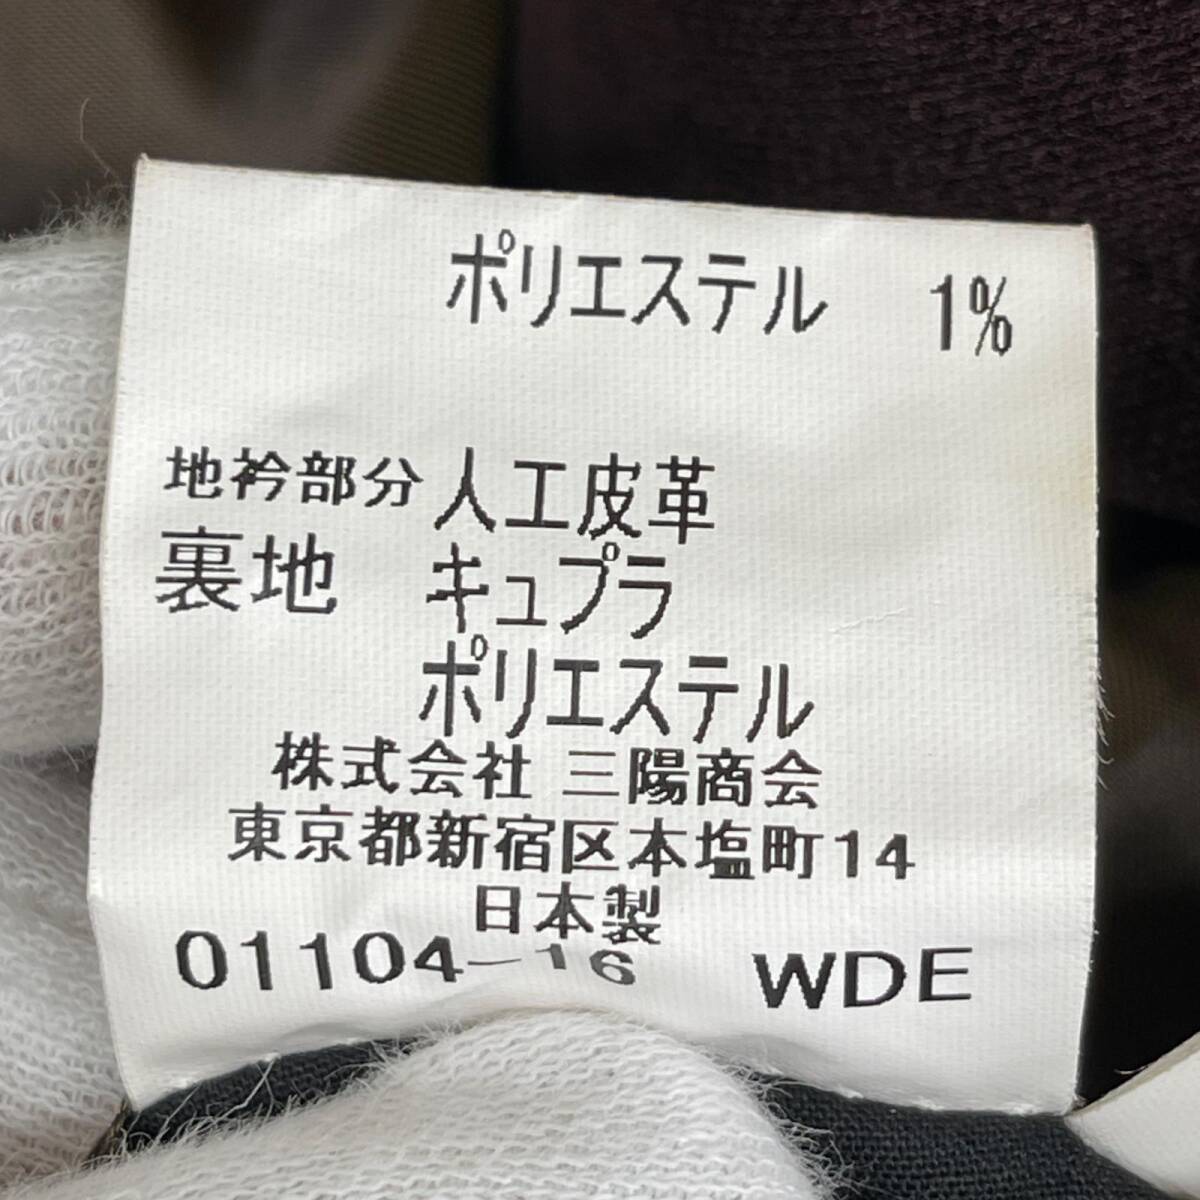 ポリエステル 1%
地衿部分 人工皮革
裏地 キュプラ
ポリエステル
株式会社 三陽商会
東京都新宿区本塩町14
日本製
01104-16 WDE